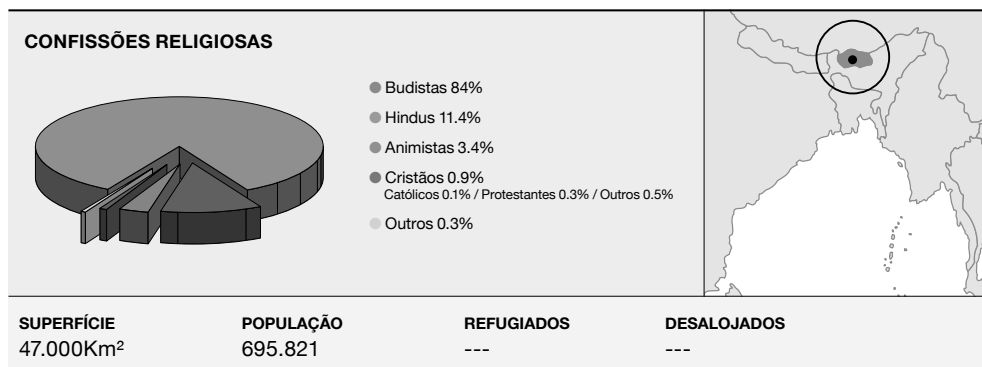 CONFISSÕES RELIGIOSAS
Budistas 84%
Hindus 11.4%
Animistas 3.4%
Cristãos 0.9%
Católicos 0.1% / Protestantes 0.3% / Outros 0.5%
Outros 0.3%
SUPERFÍCIE
47.000Km²
POPULAÇÃO
695.821
REFUGIADOS
---
DESALOJADOS
---